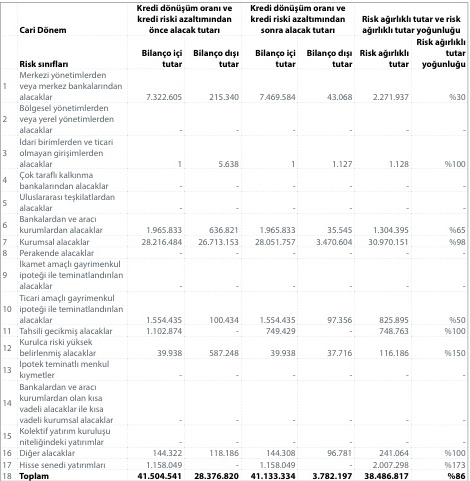 Cari Dönem
Kredi dönüşüm oranı ve
kredi riski azaltımından
önce alacak tutarı
Kredi dönüşüm oranı ve
kredi riski azaltımından
sonra alacak tutarı
Risk ağırlıklı tutar ve risk
ağırlıklı tutar yoğunluğu
Risk sınıfları
Bilanço içi
tutar
Bilanço dışı
tutar
Bilanço içi
tutar
Bilanço dışı
tutar
Risk ağırlıklı
tutar
Risk ağırlıklı
tutar
yoğunluğu
1 Merkezi yönetimlerden
veya merkez bankalarından
alacaklar 7.322.605 215.340 7.469.584 43.068 2.271.937 %30
2 Bölgesel yönetimlerden
veya yerel yönetimlerden
alacaklar - - - - - -
3 İdari birimlerden ve ticari
olmayan girişimlerden
alacaklar 1 5.638 1 1.127 1.128 %100
4 Çok taraflı kalkınma
bankalarından alacaklar - - - - - -
5 Uluslararası teşkilatlardan
alacaklar - - - - - -
6 Bankalardan ve aracı
kurumlardan alacaklar 1.965.833 636.821 1.965.833 35.545 1.304.395 %65
7 Kurumsal alacaklar 28.216.484 26.713.153 28.051.757 3.470.604 30.970.151 %98
8 Perakende alacaklar - - - - - -
9 İkamet amaçlı gayrimenkul
ipoteği ile teminatlandırılan
alacaklar - - - - - -
10 Ticari amaçlı gayrimenkul
ipoteği ile teminatlandırılan
alacaklar 1.554.435 100.434 1.554.435 97.356 825.895 %50
11 Tahsili gecikmiş alacaklar 1.102.874 - 749.429 - 748.763 %100
12 Kurulca riski yüksek
belirlenmiş alacaklar 39.938 587.248 39.938 37.716 116.186 %150
13 İpotek teminatlı menkul
kıymetler - - - - - -
14 Bankalardan ve aracı
kurumlardan olan kısa
vadeli alacaklar ile kısa
vadeli kurumsal alacaklar - - - - - -
15 Kolektif yatırım kuruluşu
niteliğindeki yatırımlar - - - - - -
16 Diğer alacaklar 144.322 118.186 144.308 96.781 241.064 %100
17 Hisse senedi yatırımları 1.158.049 - 1.158.049 - 2.007.298 %173
18 Toplam 41.504.541 28.376.820 41.133.334 3.782.197 38.486.817 %86